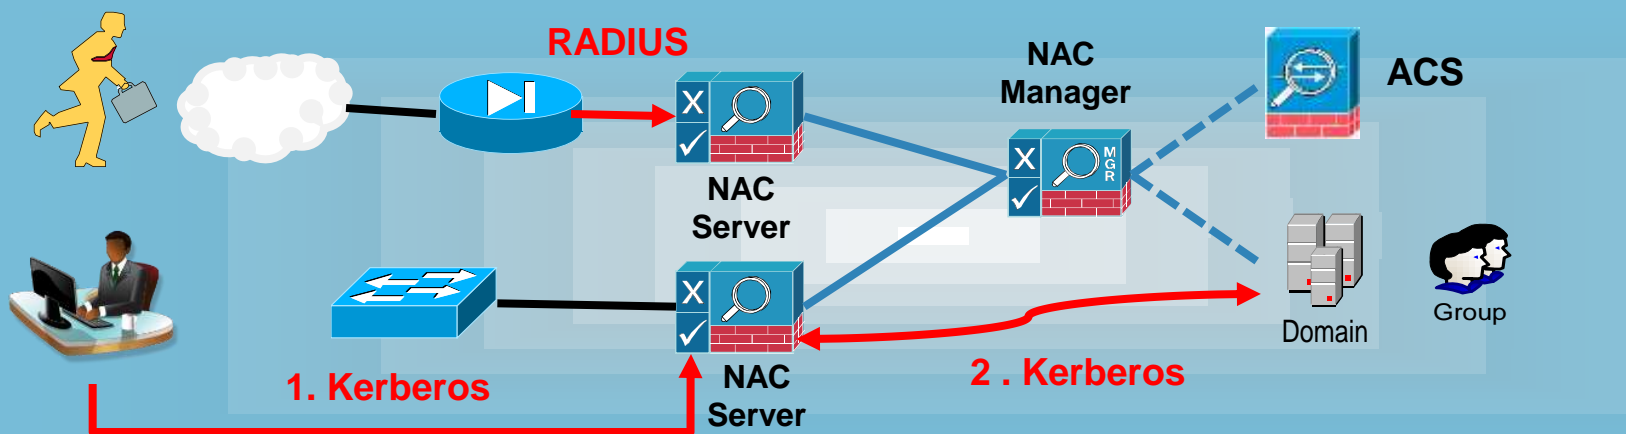 RADIUS
NAC
Manager
ACS
X
X
M
G
R
NAC
Server
X
Domain
Group
1. Kerberos
2 . Kerberos
NAC
Server